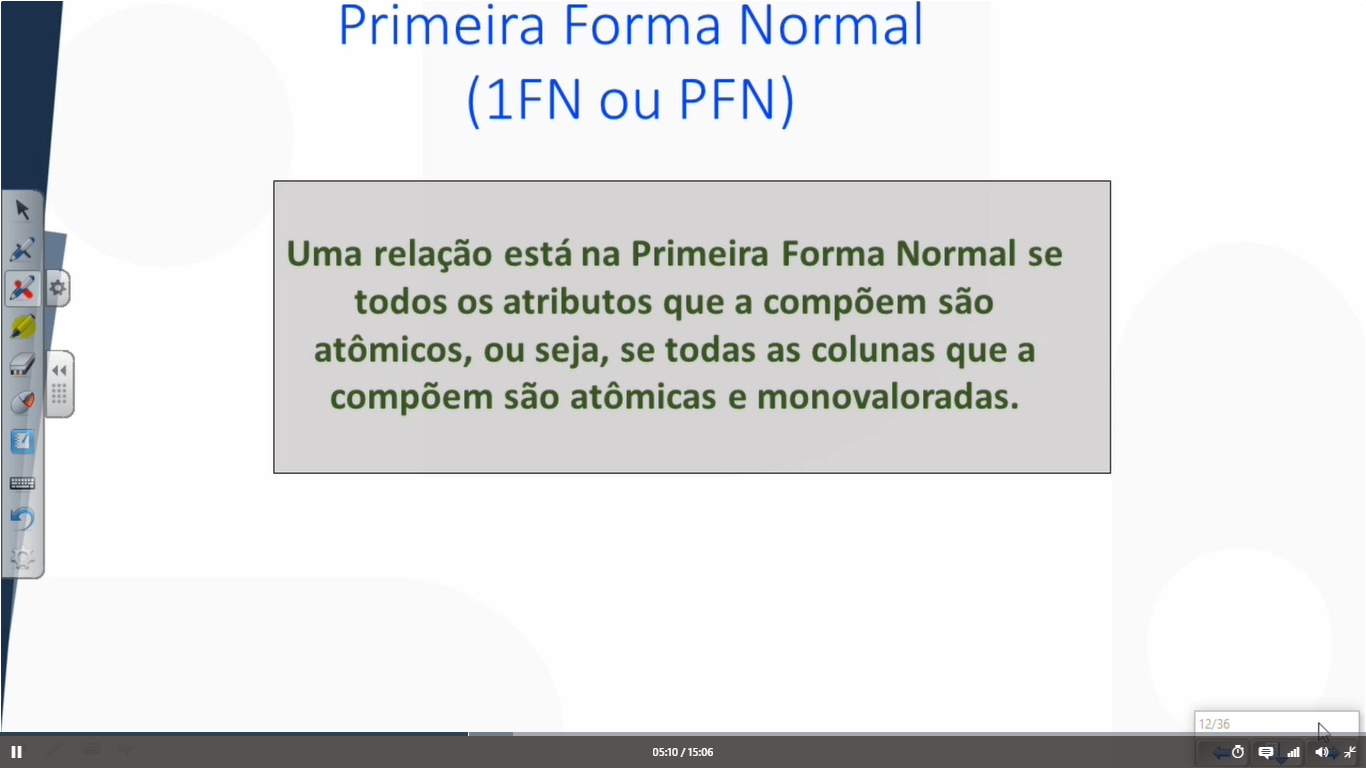 Primeira Forma Normal
(1FN ou PFN)
Uma relação está na Primeira Forma Normal se
todos os atributos que a compõem são
atômicos, ou seja, se todas as colunas que a
compõem são atômicas e monovaloradas.
12/36
05:10 / 15:06